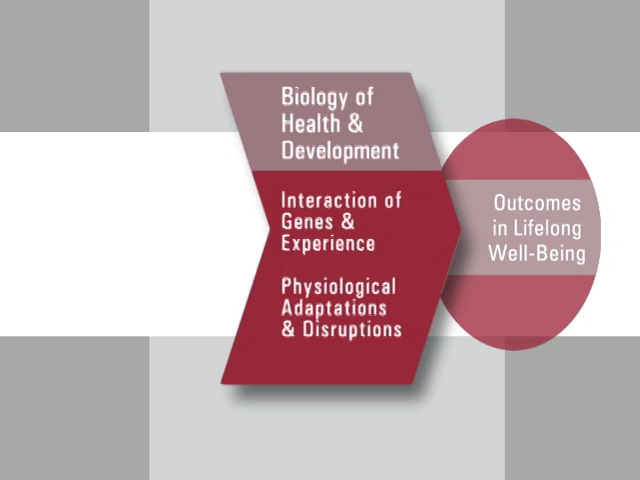 Biology of
Health &
Development
Interaction of
Genes &
Experience
Physiological
Adaptations
& Disruptions
Outcomes
in Lifelong
Well-Being